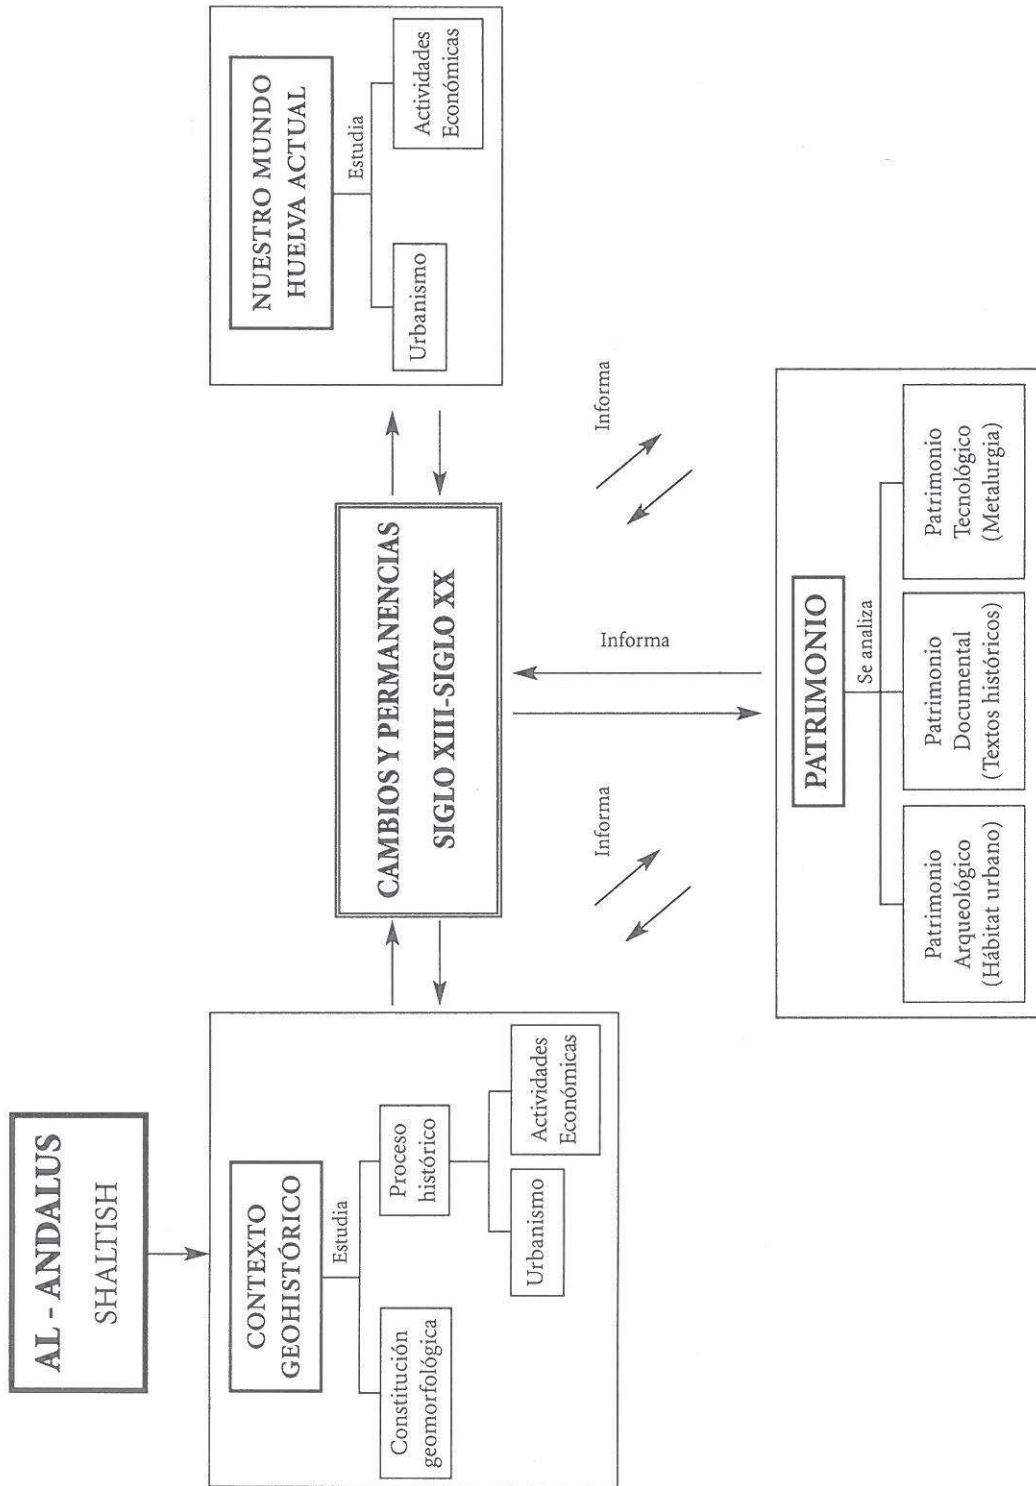 AL - ANDALUS
SHALTISH
CONTEXTO
GEOHISTÓRICO
Estudia
Constitución
geomorfológica
Proceso
histórico
Urbanismo
Actividades
Económicas
CAMBIOS Y PERMANENCIAS
SIGLO XIII-SIGLO XX
NUESTRO MUNDO
HUELVA ACTUAL
Estudia
Urbanismo
Actividades
Económicas
Informa
Informa
Informa
PATRIMONIO
Se analiza
Patrimonio
Arqueológico
(Hábitat urbano)
Patrimonio
Documental
(Textos históricos)
Patrimonio
Tecnológico
(Metalurgia)